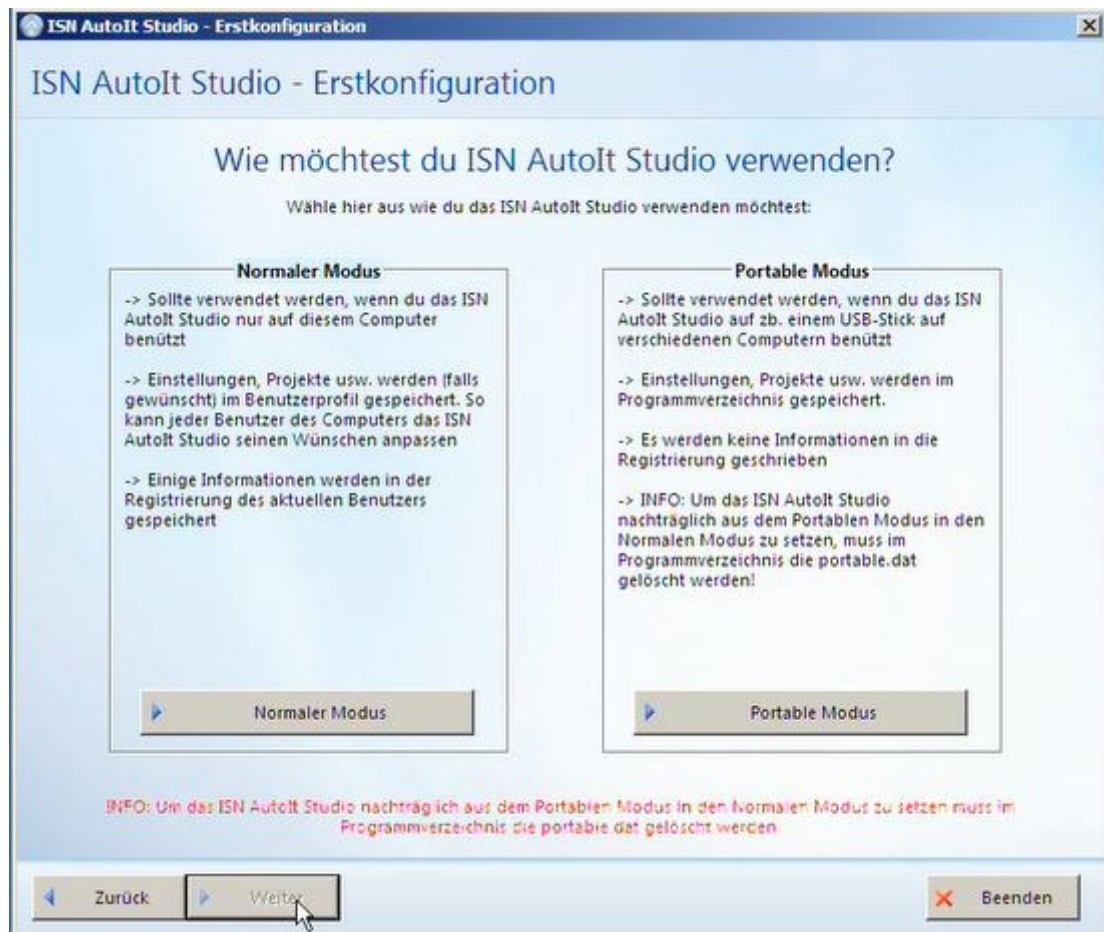 ISN AutoIt Studio - Erstkonfiguration
ISN AutoIt Studio - Erstkonfiguration
Wie möchtest du ISN AutoIt Studio verwenden?
Wähle hier aus wie du das ISN AutoIt Studio verwenden möchtest:
Normaler Modus
-> Sollte verwendet werden, wenn du das ISN
AutoIt Studio nur auf diesem Computer
benützt
-> Einstellungen, Projekte usw. werden (falls
gewünscht) im Benutzerprofil gespeichert. So
kann jeder Benutzer des Computers das ISN
AutoIt Studio seinen Wünschen anpassen
-> Einige Informationen werden in der
Registrierung des aktuellen Benutzers
gespeichert
Normaler Modus
Portable Modus
-> Sollte verwendet werden, wenn du das ISN
AutoIt Studio auf zb. einem USB-Stick auf
verschiedenen Computern benützt
-> Einstellungen, Projekte usw. werden im
Programmverzeichnis gespeichert.
-> Es werden keine Informationen in die
Registrierung geschrieben
-> INFO: Um das ISN AutoIt Studio
nachträglich aus dem Portablen Modus in den
Normalen Modus zu setzen, muss im
Programmverzeichnis die portable.dat
gelöscht werden!
Portable Modus
INFO: Um das ISN AutoIt Studio nachträglich aus dem Portablen Modus in den Normalen Modus zu setzen muss im
Programmverzeichnis die portable.dat gelöscht werden
Zurück
Weiter
Beenden